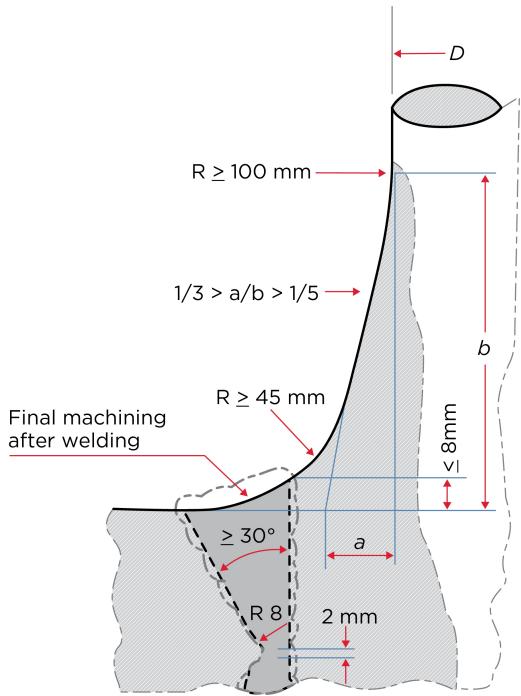 D
R ≥ 100 mm
1/3 > a/b > 1/5
b
R ≥ 45 mm
≤ 8mm
Final machining
after welding
≥ 30°
a
R 8
2 mm